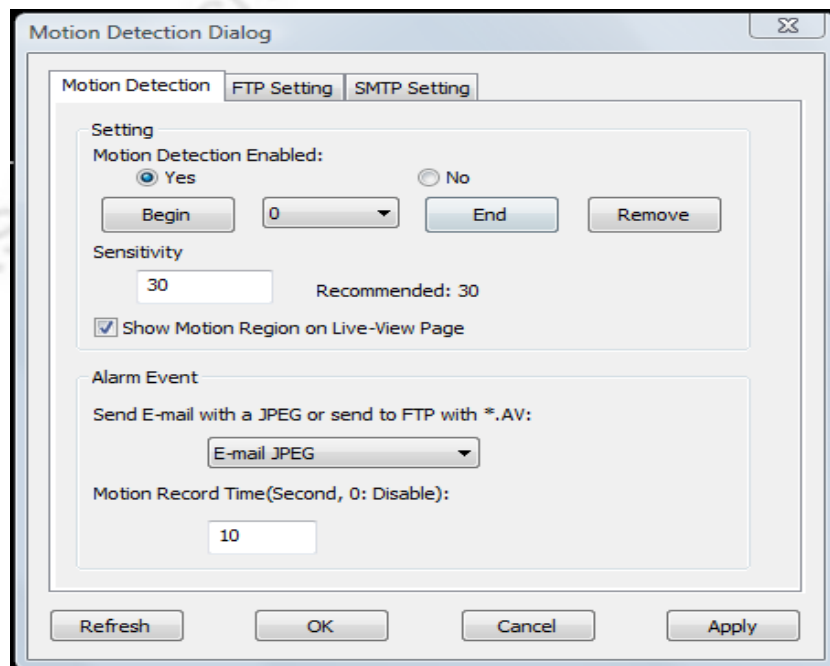 Motion Detection Dialog
Motion Detection FTP Setting SMTP Setting
Setting
Motion Detection Enabled:
Yes No
Begin 0 End Remove
Sensitivity
30 Recommended: 30
Show Motion Region on Live-View Page
Alarm Event
Send E-mail with a JPEG or send to FTP with *.AV:
E-mail JPEG
Motion Record Time(Second, 0: Disable):
10
Refresh OK Cancel Apply